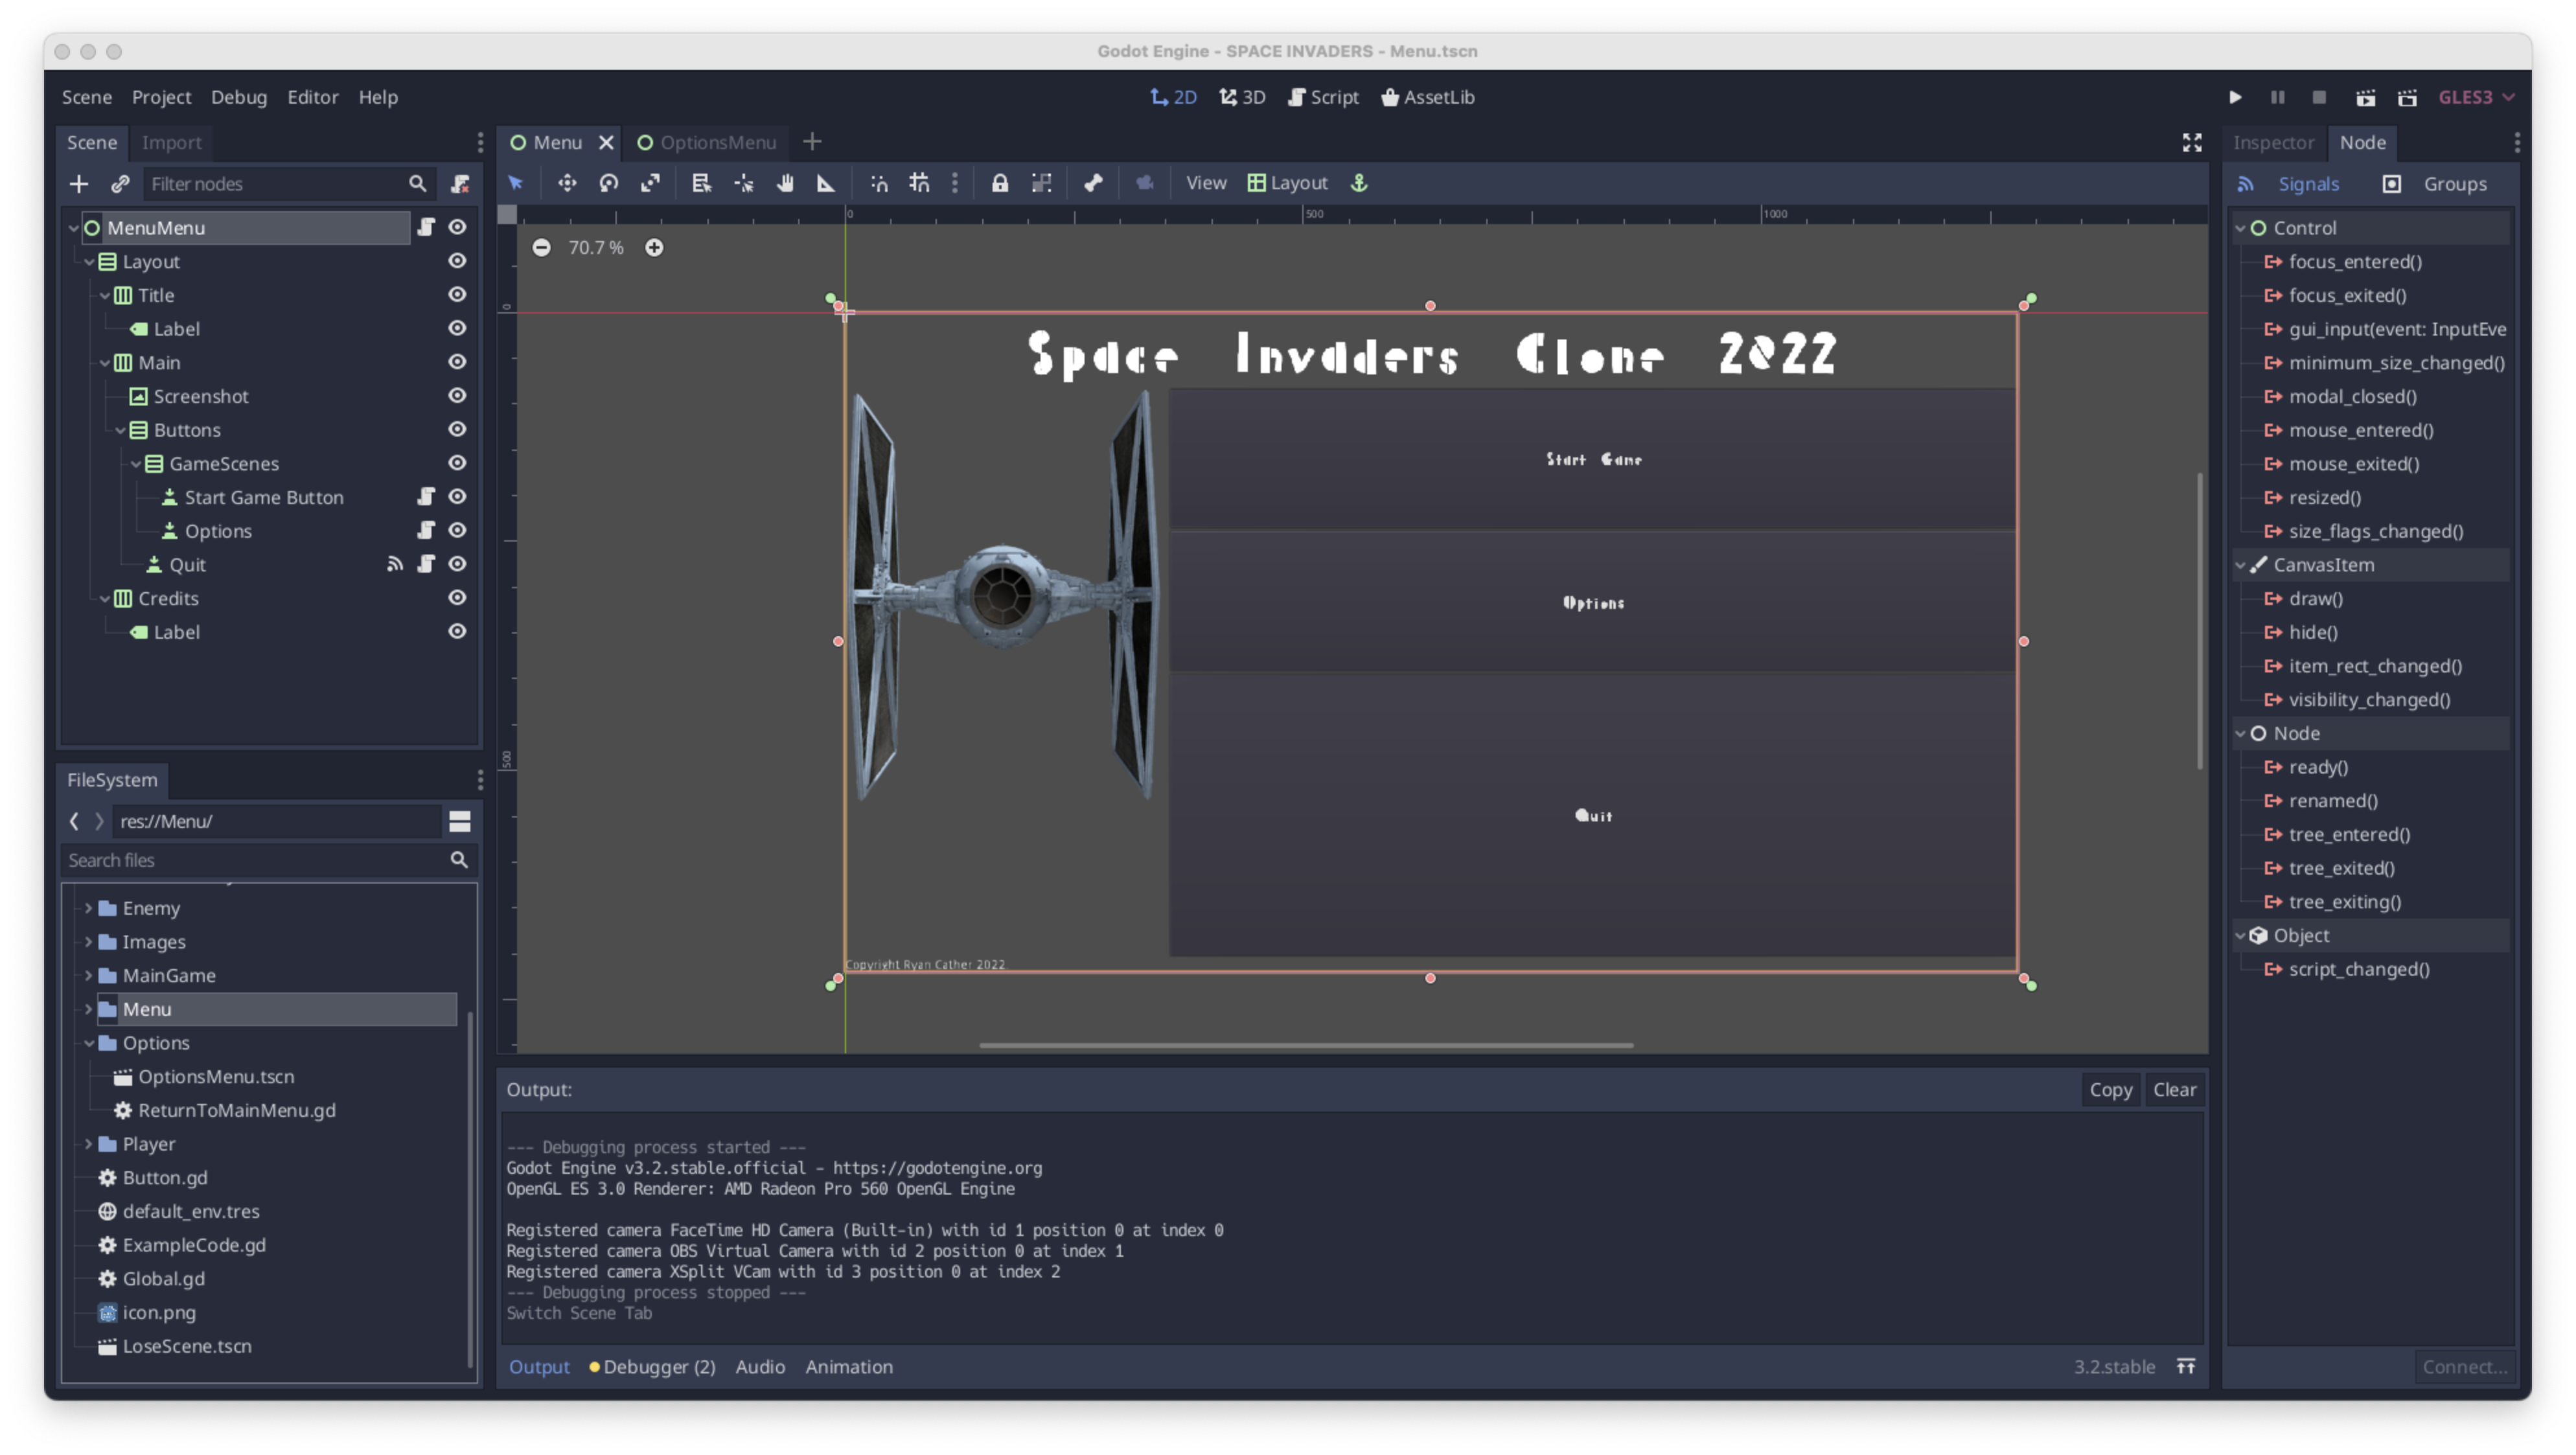 Godot Engine - SPACE INVADERS - Menu.tscn
Scene Project Debug Editor Help
2D 3D Script AssetLib
GLES3
Scene Import
Filter nodes
MenuMenu
Layout
Title
Label
Main
Screenshot
Buttons
GameScenes
Start Game Button
Options
Quit
Credits
Label
FileSystem
res://Menu/
Search files
Enemy
Images
MainGame
Menu
Options
OptionsMenu.tscn
ReturnToMainMenu.gd
Player
Button.gd
default_env.tres
ExampleCode.gd
Global.gd
icon.png
LoseScene.tscn
Menu OptionsMenu
View Layout
0 500 1000
70.7 %
0
500
Space Invaders Clone 2022
Start Game
Options
Quit
Copyright Ryan Cather 2022
Output:
Copy Clear
--- Debugging process started ---
Godot Engine v3.2.stable.official - https://godotengine.org
OpenGL ES 3.0 Renderer: AMD Radeon Pro 560 OpenGL Engine
Registered camera FaceTime HD Camera (Built-in) with id 1 position 0 at index 0
Registered camera OBS Virtual Camera with id 2 position 0 at index 1
Registered camera XSplit VCam with id 3 position 0 at index 2
--- Debugging process stopped ---
Switch Scene Tab
Output Debugger (2) Audio Animation
3.2.stable
Inspector Node
Signals Groups
Control
focus_entered()
focus_exited()
gui_input(event: InputEve
minimum_size_changed()
modal_closed()
mouse_entered()
mouse_exited()
resized()
size_flags_changed()
CanvasItem
draw()
hide()
item_rect_changed()
visibility_changed()
Node
ready()
renamed()
tree_entered()
tree_exited()
tree_exiting()
Object
script_changed()
Connect...